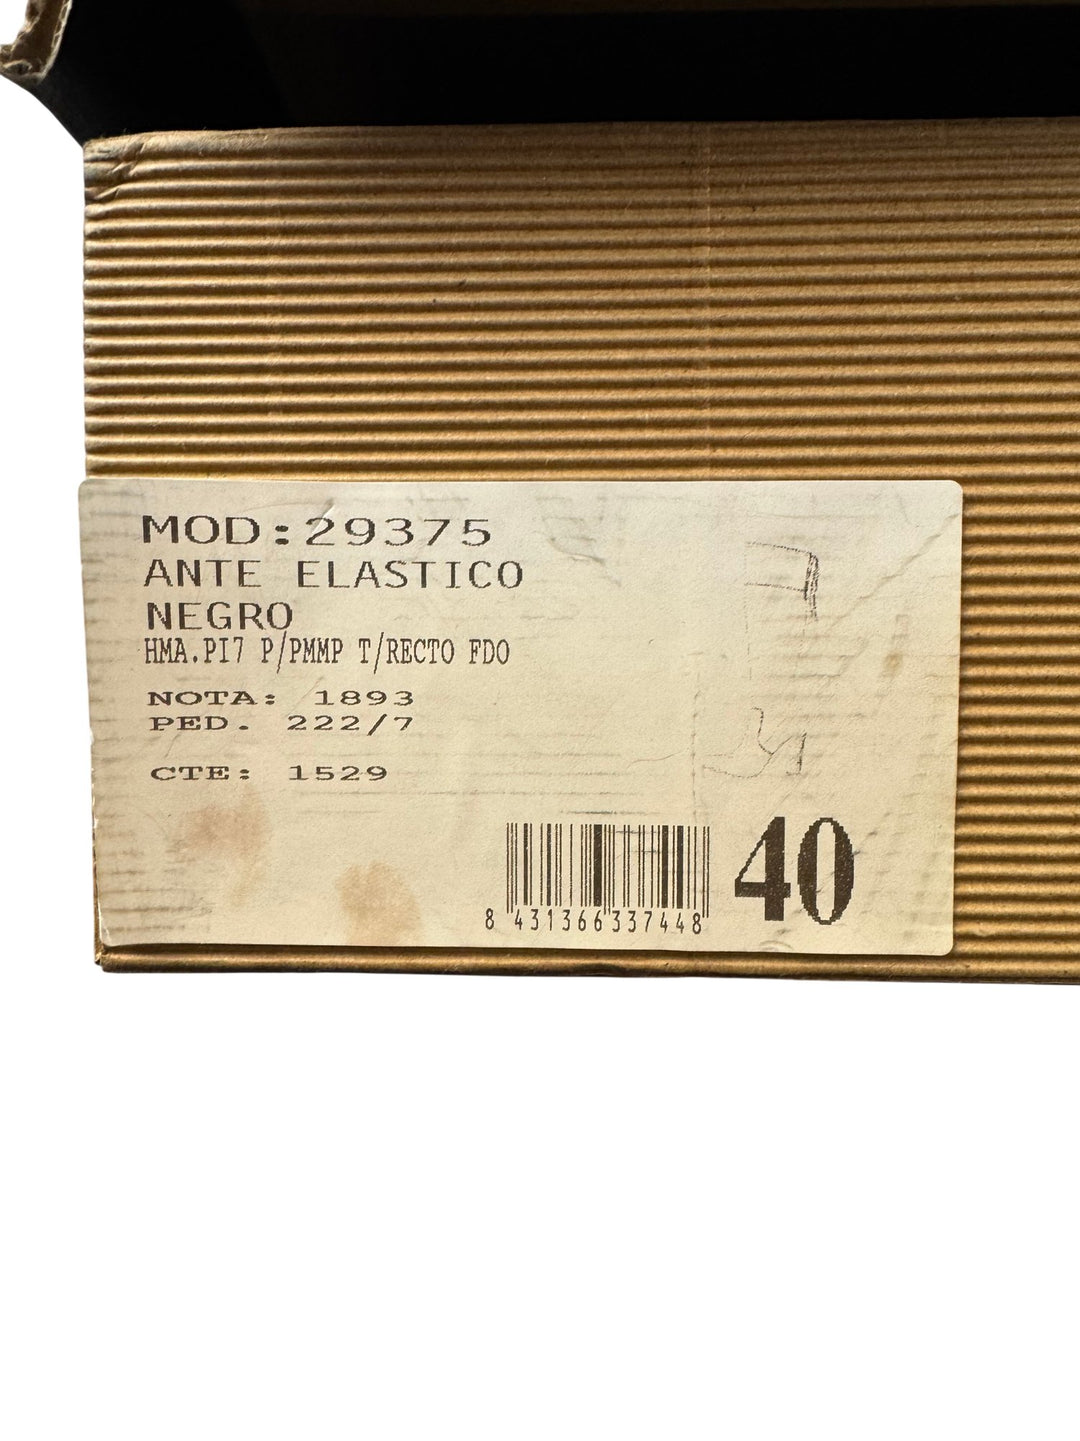 MOD:29375
ANTE ELASTICO
NEGRO
HMA.PI7 P/PMMP T/RECTO FDO
NOTA: 1893
PED. 222/7
CTE: 1529
8 431366 337448
40